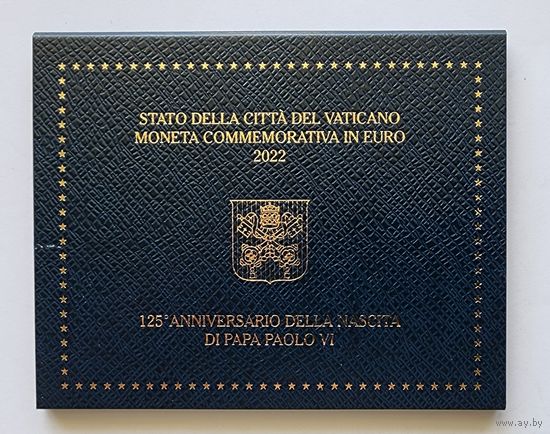 STATO DELLA CITTÀ DEL VATICANO
MONETA COMMEMORATIVA IN EURO
2022
125° ANNIVERSARIO DELLA NASCITA
DI PAPA PAOLO VI
www.ay.by